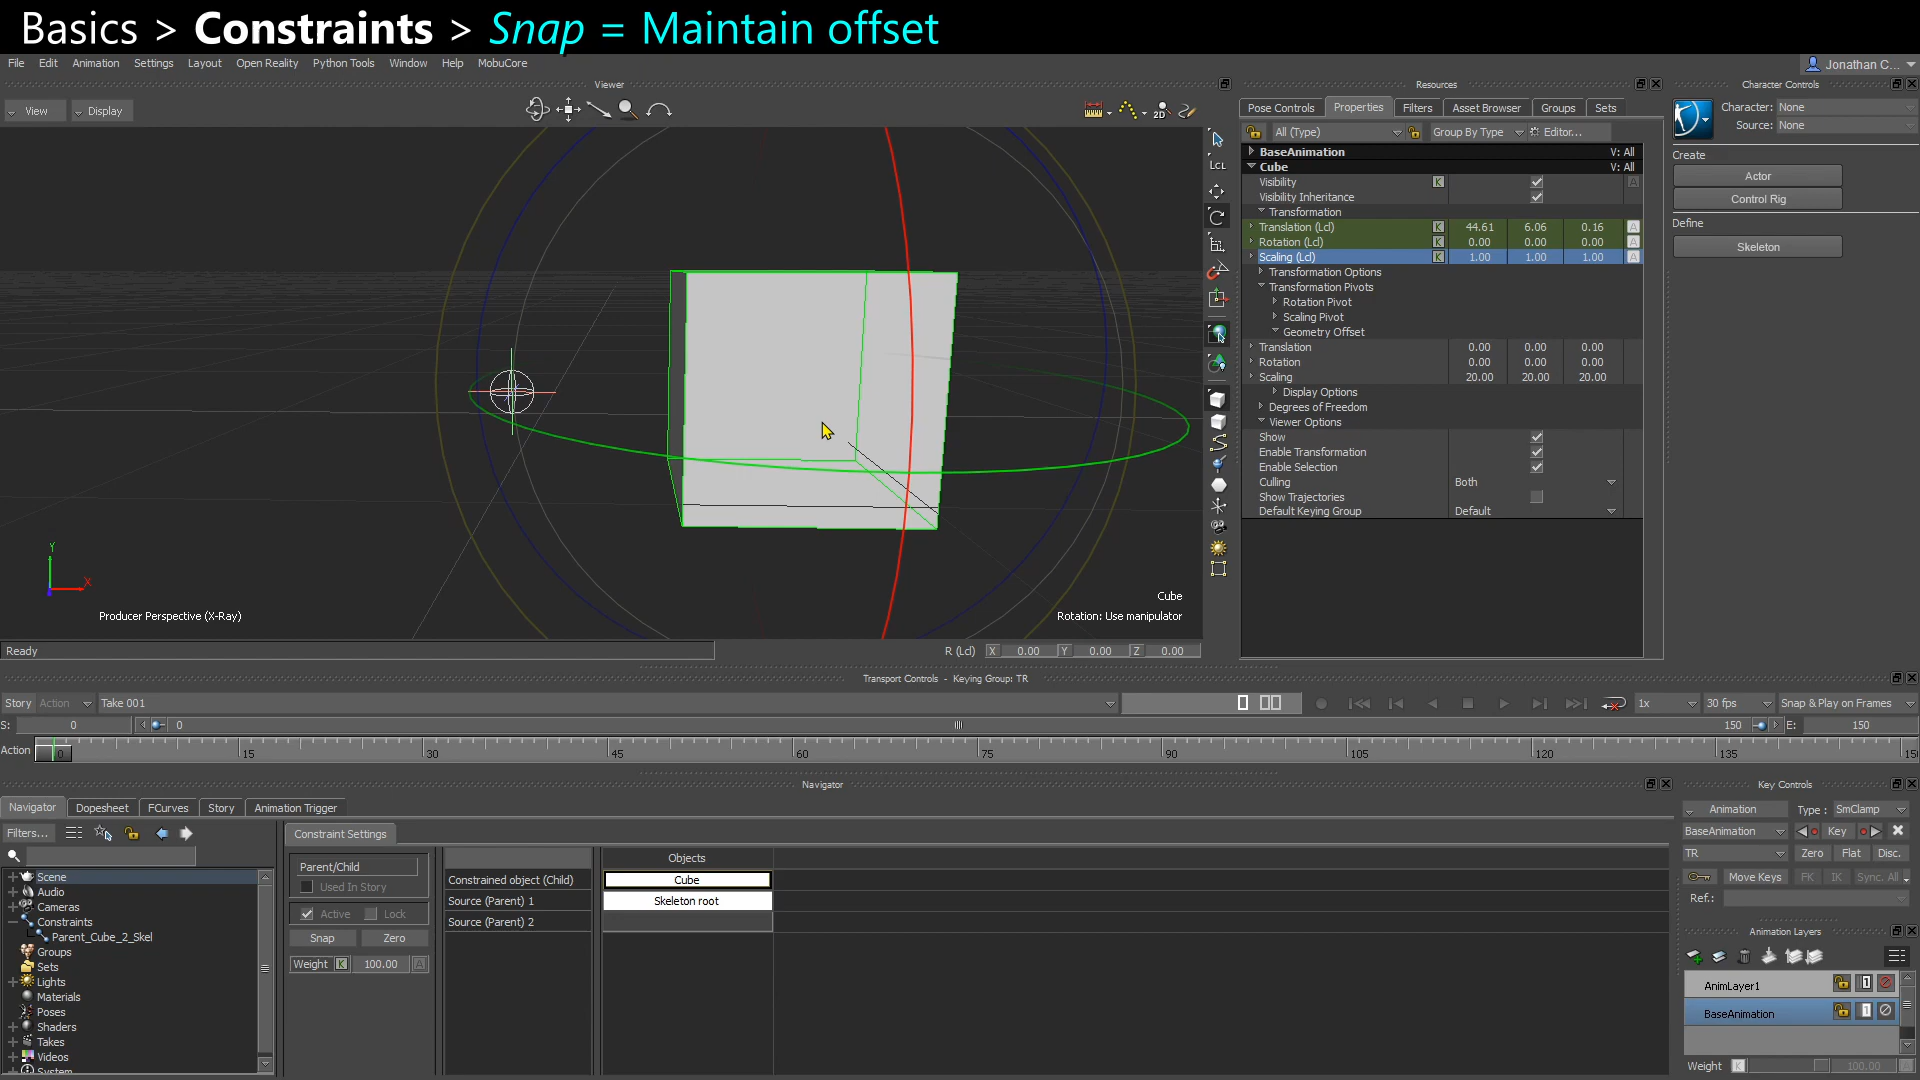 Basics > Constraints > Snap = Maintain offset
File Edit Animation Settings Layout Open Reality Python Tools Window Help MobuCore Jonathan C...
Viewer
View Display
2D
LCL
Cube
Producer Perspective (X-Ray)
Rotation: Use manipulator
Y
X
Ready
R (Lcl) X 0.00 Y 0.00 Z 0.00
Resources
Pose Controls Properties Filters Asset Browser Groups Sets
All (Type) Group By Type Editor...
BaseAnimation V: All
Cube V: All
Visibility K A
Visibility Inheritance
Transformation
Translation (Lcl) K 44.61 6.06 0.16 A
Rotation (Lcl) K 0.00 0.00 0.00 A
Scaling (Lcl) K 1.00 1.00 1.00 A
Transformation Options
Transformation Pivots
Rotation Pivot
Scaling Pivot
Geometry Offset
Translation 0.00 0.00 0.00
Rotation 0.00 0.00 0.00
Scaling 20.00 20.00 20.00
Display Options
Degrees of Freedom
Viewer Options
Show
Enable Transformation
Enable Selection
Culling Both
Show Trajectories
Default Keying Group Default
Character Controls
Character: None
Source: None
Create
Actor
Control Rig
Define
Skeleton
Transport Controls - Keying Group: TR
Story Action Take 001 1x 30 fps Snap & Play on Frames
S: 0 0 150 E: 150
Action 0 15 30 45 60 75 90 105 120 135 15
Navigator
Navigator Dopesheet FCurves Story Animation Trigger
Filters...
Scene
Audio
Cameras
Constraints
Parent_Cube_2_Skel
Groups
Sets
Lights
Materials
Poses
Shaders
Takes
Videos
System
Constraint Settings
Parent/Child
Used In Story
Active Lock
Snap Zero
Weight K 100.00 A
Objects
Constrained object (Child) Cube
Source (Parent) 1 Skeleton root
Source (Parent) 2
Key Controls
Animation Type : SmClamp
BaseAnimation Key
TR Zero Flat Disc.
Move Keys FK IK Sync. All
Ref.:
Animation Layers
AnimLayer1
BaseAnimation
Weight K 100.00 A